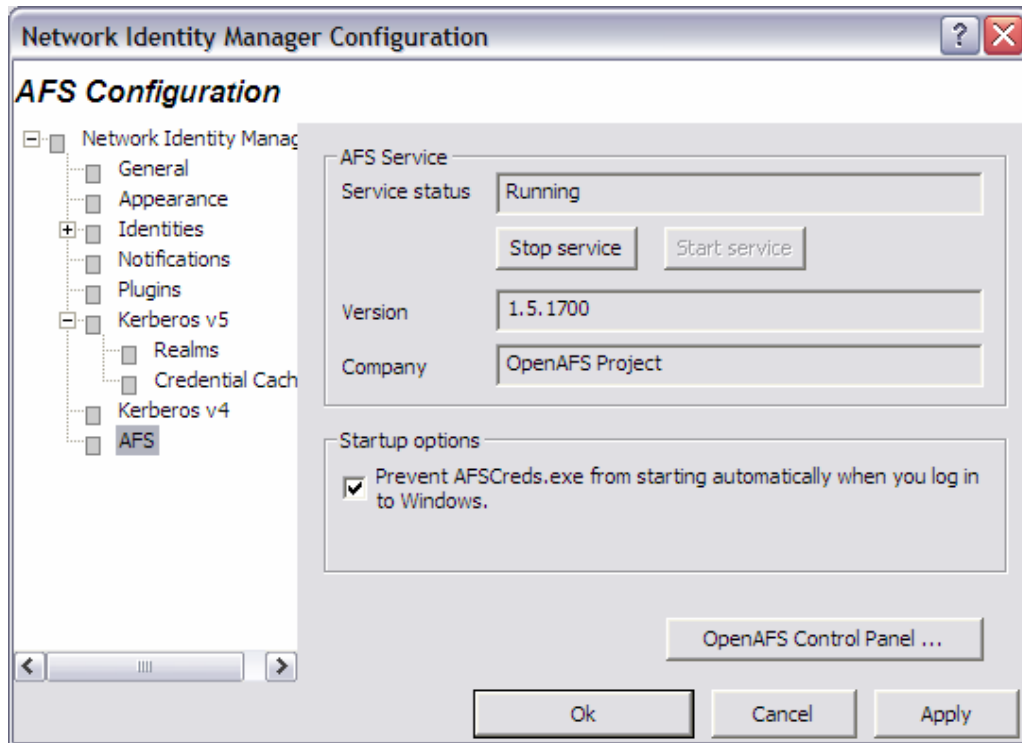 Network Identity Manager Configuration
AFS Configuration
Network Identity Manag
General
Appearance
Identities
Notifications
Plugins
Kerberos v5
Realms
Credential Cach
Kerberos v4
AFS
AFS Service
Service status
Running
Stop service
Start service
Version
1.5.1700
Company
OpenAFS Project
Startup options
Prevent AFSCreds.exe from starting automatically when you log in
to Windows.
OpenAFS Control Panel ...
Ok
Cancel
Apply